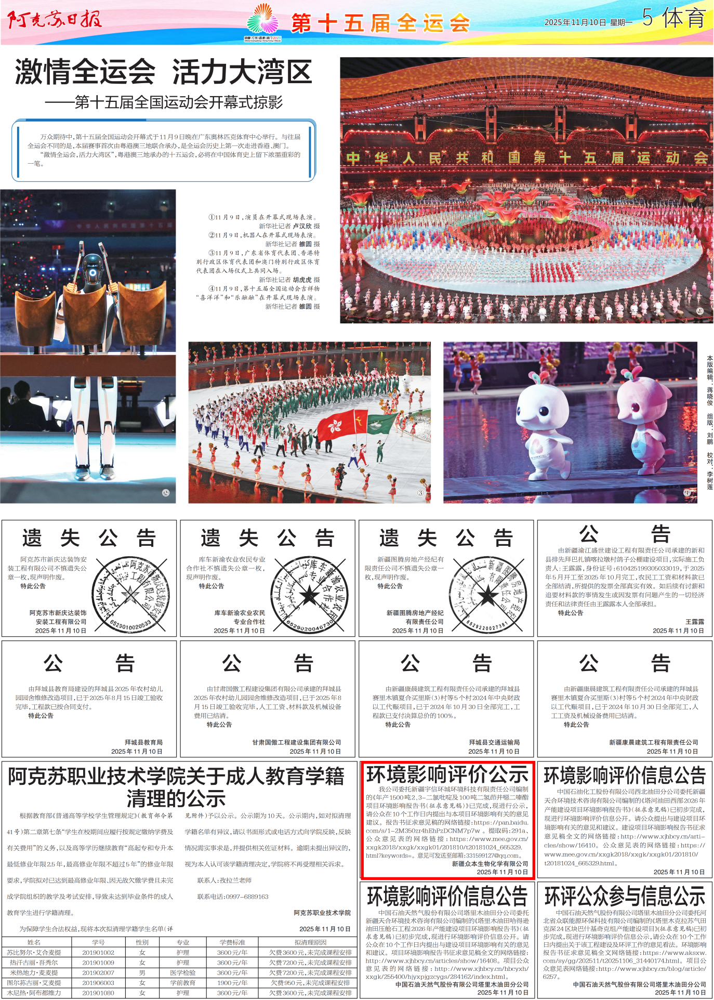 阿克苏日报
中国·广东|香港|澳门 2025
第十五届全运会
2025年11月10日 星期一
5 体育
激情全运会 活力大湾区
——第十五届全国运动会开幕式掠影
万众期待中,第十五届全国运动会开幕式于11月9日晚在广东奥林匹克体育中心举行。与往届
全运会不同的是,本届赛事首次由粤港澳三地联合承办,是全运会历史上第一次走进香港、澳门。
“激情全运会,活力大湾区”,粤港澳三地承办的十五运会,必将在中国体育史上留下浓墨重彩的
一笔。
中华人民共和国第十五届运动会
①
①11月9日,演员在开幕式现场表演。
新华社记者 卢汉欣 摄
②11月9日,机器人在开幕式现场表演。
新华社记者 雒圆 摄
③11月9日,广东省体育代表团、香港特
别行政区体育代表团和澳门特别行政区体育
代表团在入场仪式上共同入场。
新华社记者 胡虎虎 摄
④11月9日,第十五届全国运动会吉祥物
“喜洋洋”和“乐融融”在开幕式现场表演。
新华社记者 雒圆 摄
②
③
④
本版编辑：蒋晓俊 组版：刘鹏 校对：李树莲
遗失公告
阿克苏市新庆达装饰安
装工程有限公司不慎遗失公
章一枚,现声明作废。
特此公告
阿克苏市新庆达装饰
安装工程有限公司
2025年11月10日
6529010020533
遗失公告
库车新渝农业农民专业
合作社不慎遗失公章一枚,
现声明作废。
特此公告
库车新渝农业农民
专业合作社
2025年11月10日
6529020046730
遗失公告
新疆图腾房地产经纪有
限责任公司不慎遗失公章一
枚,现声明作废。
特此公告
新疆图腾房地产经纪
有限责任公司
2025年11月10日
6529220027381
公告
由新疆渝江盛世建设工程有限责任公司承建的新和
县排先拜巴扎镇喀拉墩村鸽子公棚建设项目,实际施工负
责人:王露露,身份证号:610425199305033019,于2025
年5月开工至2025年10月完工,农民工工资和材料款已
全部结清,所提供的发票全部真实有效。如后续有讨薪和
追要材料款的事情发生或因发票有问题产生的一切经济
责任和法律责任由王露露本人全部承担。
特此公告
王露露
2025年11月10日
公告
由拜城县教育局建设的拜城县2025年农村幼儿
园园舍维修改造项目,已于2025年8月15日竣工验收
完毕,工程款已按合同支付。
特此公告
拜城县教育局
2025年11月10日
公告
由甘肃国傲工程建设集团有限公司承建的拜城县
2025年农村幼儿园园舍维修改造项目,已于2025年8
月15日竣工验收完毕,人工工资、材料款及机械设备
费用已结清。
特此公告
甘肃国傲工程建设集团有限公司
2025年11月10日
公告
由新疆康晨建筑工程有限责任公司承建的拜城县
赛里木镇夏合买里斯(3)村等5个村2024年中央财政
以工代赈项目,已于2024年10月30日全部完工,工
程款已支付决算总价的100%。
特此公告
拜城县交通运输局
2025年11月10日
公告
由新疆康晨建筑工程有限责任公司承建的拜城县
赛里木镇夏合买里斯(3)村等5个村2024年中央财政
以工代赈项目,已于2024年10月30日全部完工,人
工工资及机械设备费用已结清。
特此公告
新疆康晨建筑工程有限责任公司
2025年11月10日
阿克苏职业技术学院关于成人教育学籍
清理的公示
根据教育部《普通高等学校学生管理规定》(教育部令第
41号)第二章第七条“学生在校期间应履行按规定缴纳学费及
有关费用”的义务,以及高等学历继续教育“高起专和专升本
最低修业年限2.5年,最高修业年限不超过5年”的修业年限
要求,学院拟对已达到最高修业年限、因无故欠缴学费且未完
成学院组织的教学及考试安排,导致未达到毕业条件的成人
教育学生进行学籍清理。
为保障学生合法权益,现将本次拟清理学籍学生名单(详
见附件)予以公示。公示期为10天。公示期内,如对拟清理
学籍名单有异议,请以书面形式或电话方式向学院反映,反映
情况需实事求是,并提供相关佐证材料。逾期未提出异议的,
视为本人认可该学籍清理决定,学院将不再受理相关诉求。
联系人:孜拉兰老师
联系电话:0997-6889163
阿克苏职业技术学院
2025年11月10日
姓名 学号 性别 专业 学费标准 拟清理原因
苏比努尔·艾合麦提 201901002 女 护理 3600元/年 欠费3600元,未完成课程安排
热汗古丽·吾秀尔 201901009 女 护理 3600元/年 欠费7200元,未完成课程安排
米热地力·麦麦提 201902007 男 医学检验 3600元/年 欠费7200元,未完成课程安排
图尔荪古丽·艾麦提 201906003 女 学前教育 1900元/年 欠费950元,未完成课程安排
木尼热·阿布都维力 201901080 女 护理 3600元/年 欠费3600元,未完成课程安排
环境影响评价公示
我公司委托新疆宇信环城环境科技有限责任公司编制
的《年产1500吨2,3-二氯吡啶及100吨二氢茚并噁二嗪酯
项目环境影响报告书(征求意见稿)》已完成,现进行公示,
请公众在10个工作日内提出与本项目环境影响有关的意见
建议。报告书征求意见稿的网络链接:https://pan.baidu.
com/s/1-2M350zr4hEhPzDCNM7p7w 。提取码:291a、
公众意见表的网络链接:https://www.mee.gov.cn/
xxgk2018/xxgk/xxgk01/201810/t20181024_665329.
html?keywords=。意见可发送至邮箱:331599127@qq.com。
新疆众本生物化学有限公司
2025年11月10日
环境影响评价信息公告
中国石油化工股份有限公司西北油田分公司委托新疆
天合环境技术咨询有限公司编制的《塔河油田西部2026年
产能建设项目环境影响报告书》(征求意见稿)已初步完成,
现进行环境影响评价信息公开。请公众提出与建设项目环
境影响有关的意见和建议。建设项目环境影响报告书征求
意见稿全文的网络链接:http://www.xjhbcy.cn/arti-
cles/show/16410。公众意见表的网络链接:https://
www.mee.gov.cn/xxgk2018/xxgk/xxgk01/201810/
t20181024_665329.html。
2025年11月10日
环境影响评价信息公告
中国石油天然气股份有限公司塔里木油田分公司委托
新疆天合环境技术咨询有限公司编制的《塔里木油田哈得逊
油田压舱石工程2026年产能建设项目环境影响报告书》(征
求意见稿)已初步完成,现进行环境影响评价信息公开。请
公众在10个工作日内提出与建设项目环境影响有关的意见
和建议。项目环境影响报告书征求意见稿全文的网络链接:
http://www.xjhbcy.cn/articles/show/16408。项目公众
意见表的网络链接:http://www.xjhbcy.cn/hbcyxh/
xxgk/255400/hjyxpjgzcygs/284162/index.html。
中国石油天然气股份有限公司塔里木油田分公司
2025年11月10日
环评公众参与信息公示
中国石油天然气股份有限公司塔里木油田分公司委托河
北省众联能源环保科技有限公司编制的《塔里木克拉苏气田
克深24区块巴什基奇克组产能建设项目》(征求意见稿)已初
步完成,现进行环境影响评价信息公示,请公众在10个工作
日内提出关于该工程建设及环评工作的意见看法。环境影响
报告书征求意见稿全文网络链接:https://www.aksxw.
com/sy/gg/202511/t20251106_31440174.html。项目公
众意见表网络链接:http://www.xjhbcy.cn/blog/article/
6257。
中国石油天然气股份有限公司塔里木油田分公司
2025年11月10日